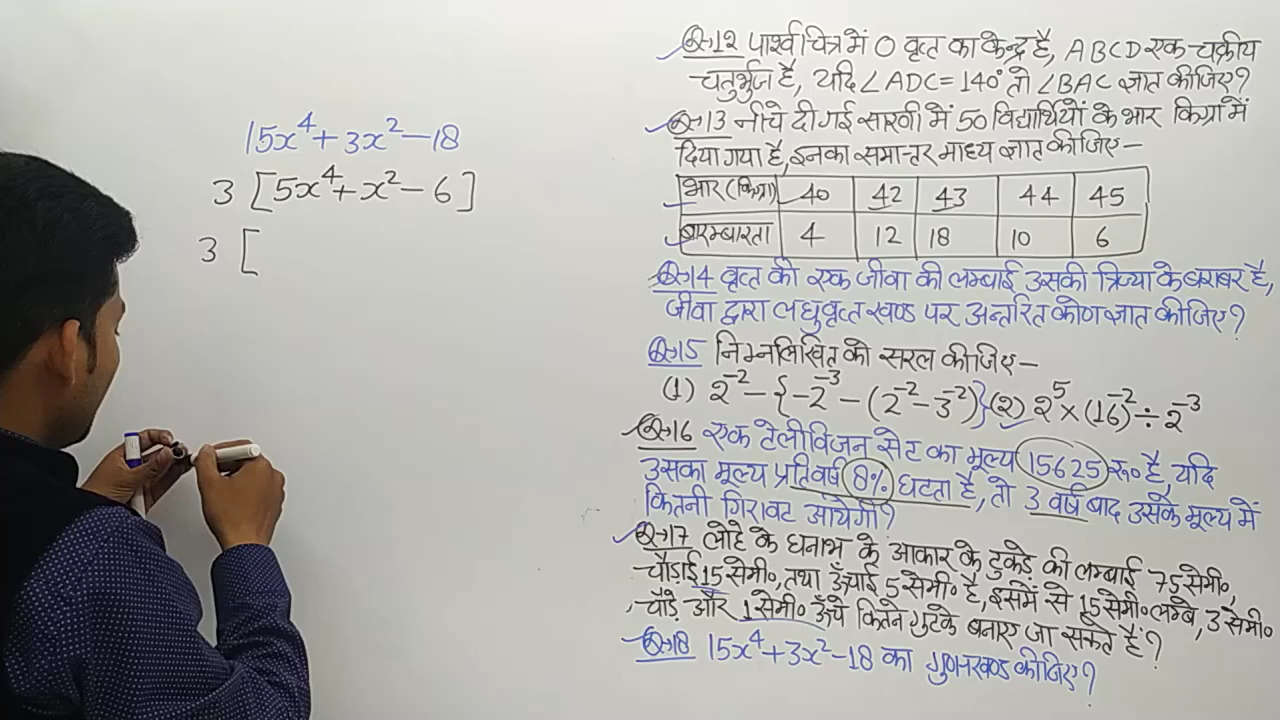 15x⁴+3x²-18
3 [5x⁴+x²-6]
3 [
Q→12 पार्श्व चित्र में O वृत्त का केन्द्र है, ABCD एक चक्रीय
चतुर्भुज है, यदि ∠ADC=140° तो ∠BAC ज्ञात कीजिए?
Q→13 नीचे दी गई सारणी में 50 विद्यार्थियों के भार किग्रा में
दिया गया है, इनका समान्तर माध्य ज्ञात कीजिए-
भार(किग्रा) 40 42 43 44 45
बारम्बारता 4 12 18 10 6
Q→14 वृत्त की एक जीवा की लम्बाई उसकी त्रिज्या के बराबर है,
जीवा द्वारा लघुवृत्त खण्ड पर अन्तरित कोण ज्ञात कीजिए?
Q→15 निम्नलिखित को सरल कीजिए-
(1) 2⁻²-{-2⁻³-(2⁻²-3⁻²)} (2) 2⁵×(16)⁻²÷2⁻³
Q→16 एक टेलीविजन सेट का मूल्य 15625 रू० है, यदि
उसका मूल्य प्रतिवर्ष 8% घटता है, तो 3 वर्ष बाद उसके मूल्य में
कितनी गिरावट आयेगी?
Q→17 लोहे के घनाभ के आकार के टुकड़े की लम्बाई 75 सेमी०,
चौड़ाई 15 सेमी०, तथा ऊँचाई 5 सेमी० है, इसमें से 15 सेमी० लम्बे, 3 सेमी०
चौड़े और 1 सेमी० ऊँचे कितने गुटके बनाए जा सकते हैं?
Q→18 15x⁴+3x²-18 का गुणनखण्ड कीजिए?